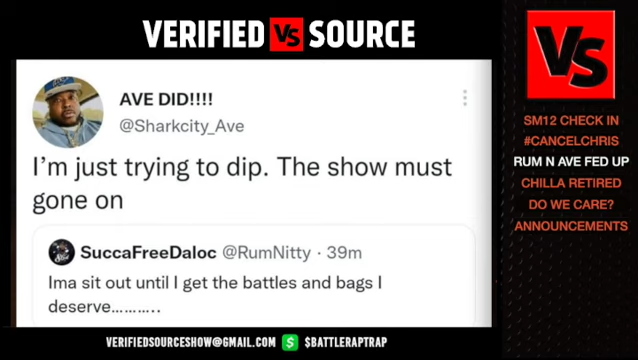 VERIFIED VS SOURCE
AVE DID!!!!
@Sharkcity_Ave
I'm just trying to dip. The show must
gone on
SuccaFreeDaloc @RumNitty · 39m
Ima sit out until I get the battles and bags I
deserve...........
VERIFIEDSOURCESHOW@GMAIL.COM $ $BATTLERAPTRAP
VS
SM12 CHECK IN
#CANCELCHRIS
RUM N AVE FED UP
CHILLA RETIRED
DO WE CARE?
ANNOUNCEMENTS